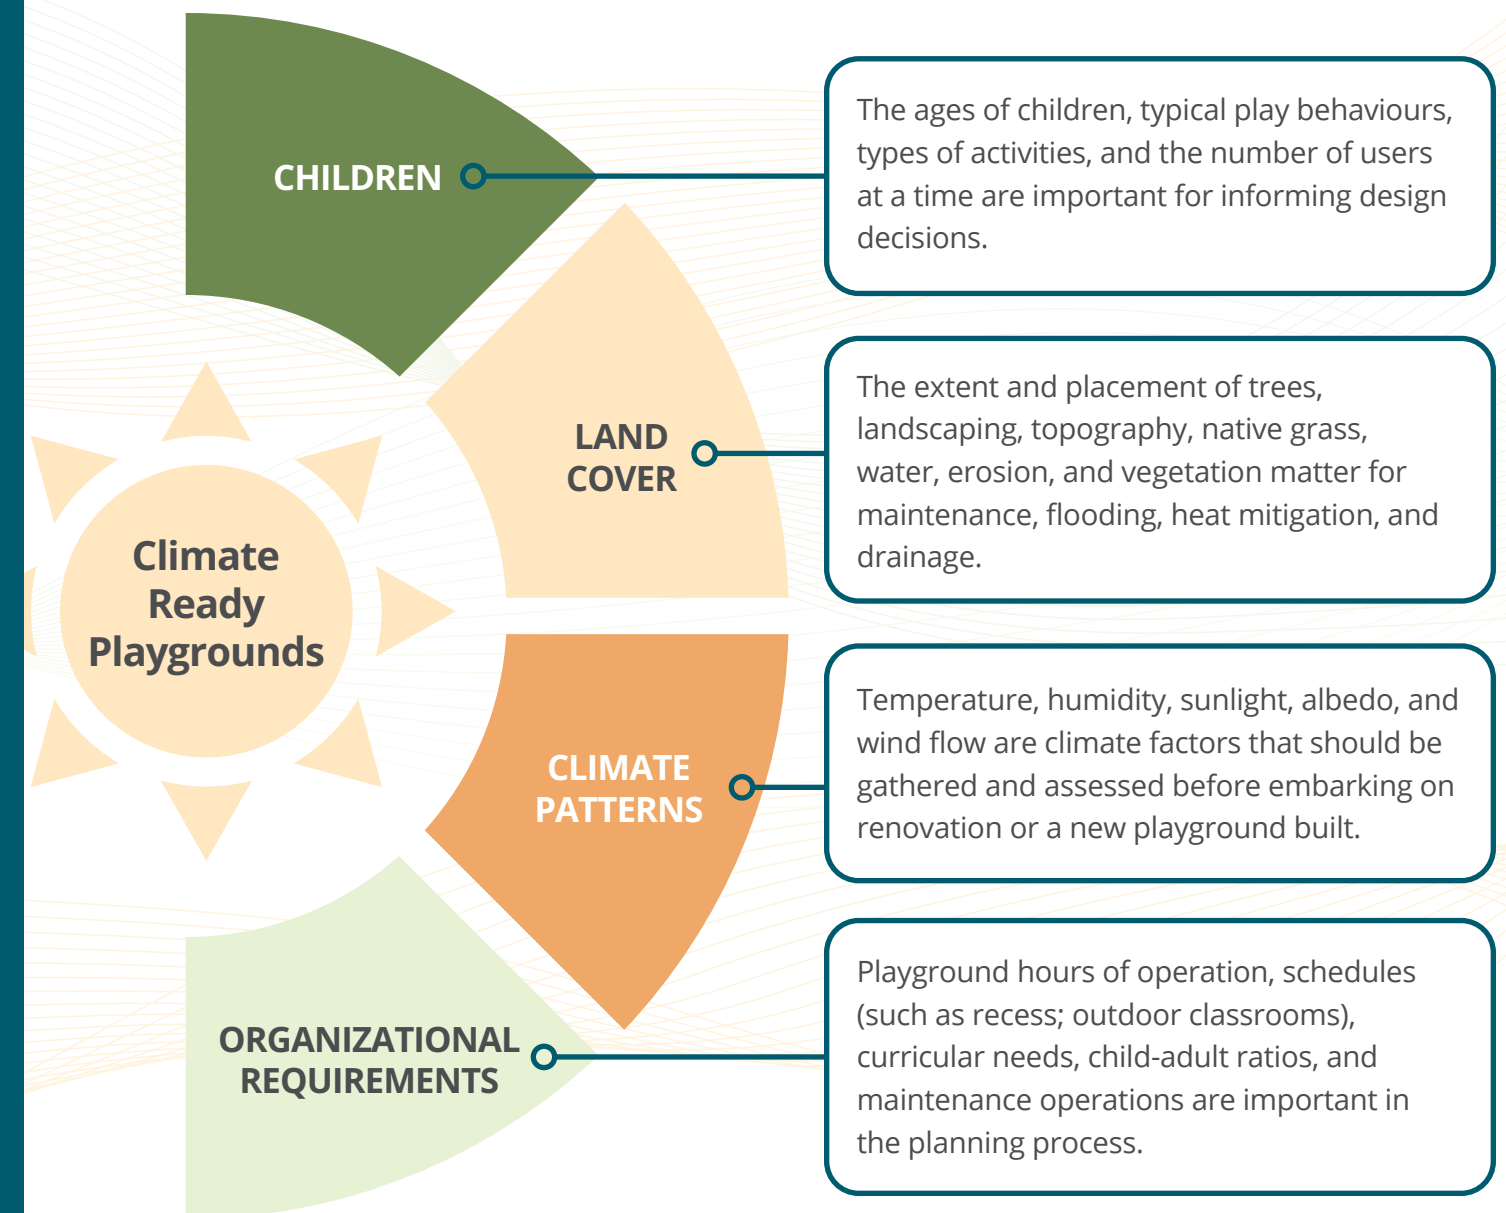 CHILDREN
The ages of children, typical play behaviours,
types of activities, and the number of users
at a time are important for informing design
decisions.
LAND
COVER
The extent and placement of trees,
landscaping, topography, native grass,
water, erosion, and vegetation matter for
maintenance, flooding, heat mitigation, and
drainage.
Climate
Ready
Playgrounds
CLIMATE
PATTERNS
Temperature, humidity, sunlight, albedo, and
wind flow are climate factors that should be
gathered and assessed before embarking on
renovation or a new playground built.
ORGANIZATIONAL
REQUIREMENTS
Playground hours of operation, schedules
(such as recess; outdoor classrooms),
curricular needs, child-adult ratios, and
maintenance operations are important in
the planning process.